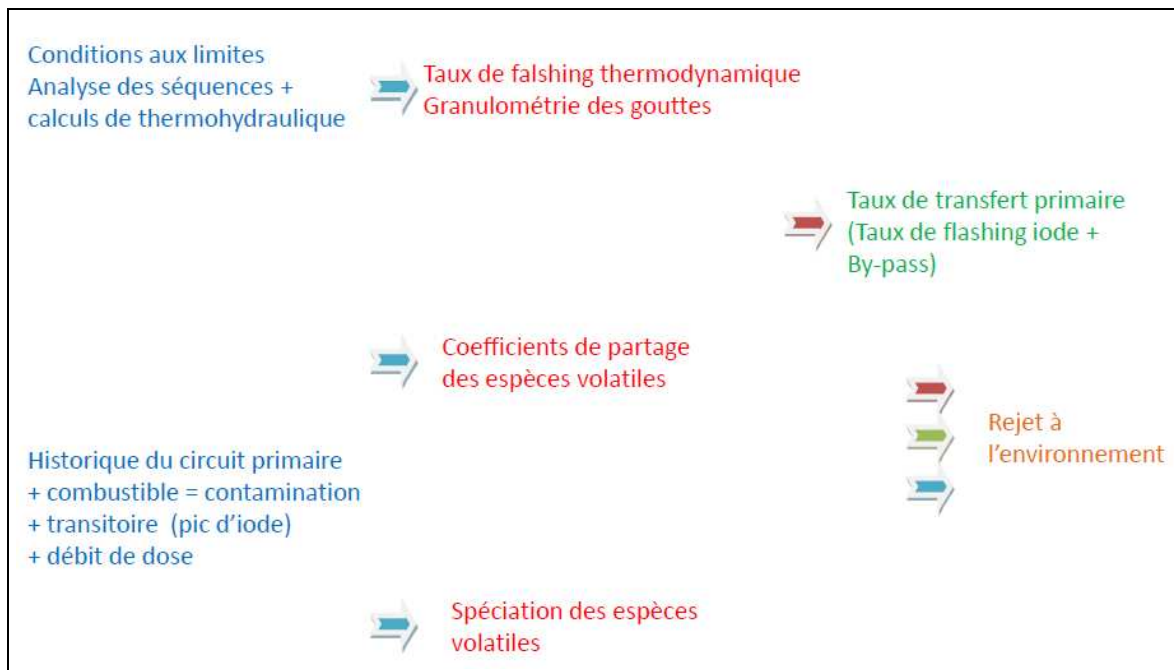 Conditions aux limites
Analyse des séquences +
calculs de thermohydraulique
Taux de falshing thermodynamique
Granulométrie des gouttes
Taux de transfert primaire
(Taux de flashing iode +
By-pass)
Coefficients de partage
des espèces volatiles
Rejet à
l'environnement
Historique du circuit primaire
+ combustible = contamination
+ transitoire (pic d'iode)
+ débit de dose
Spéciation des espèces
volatiles